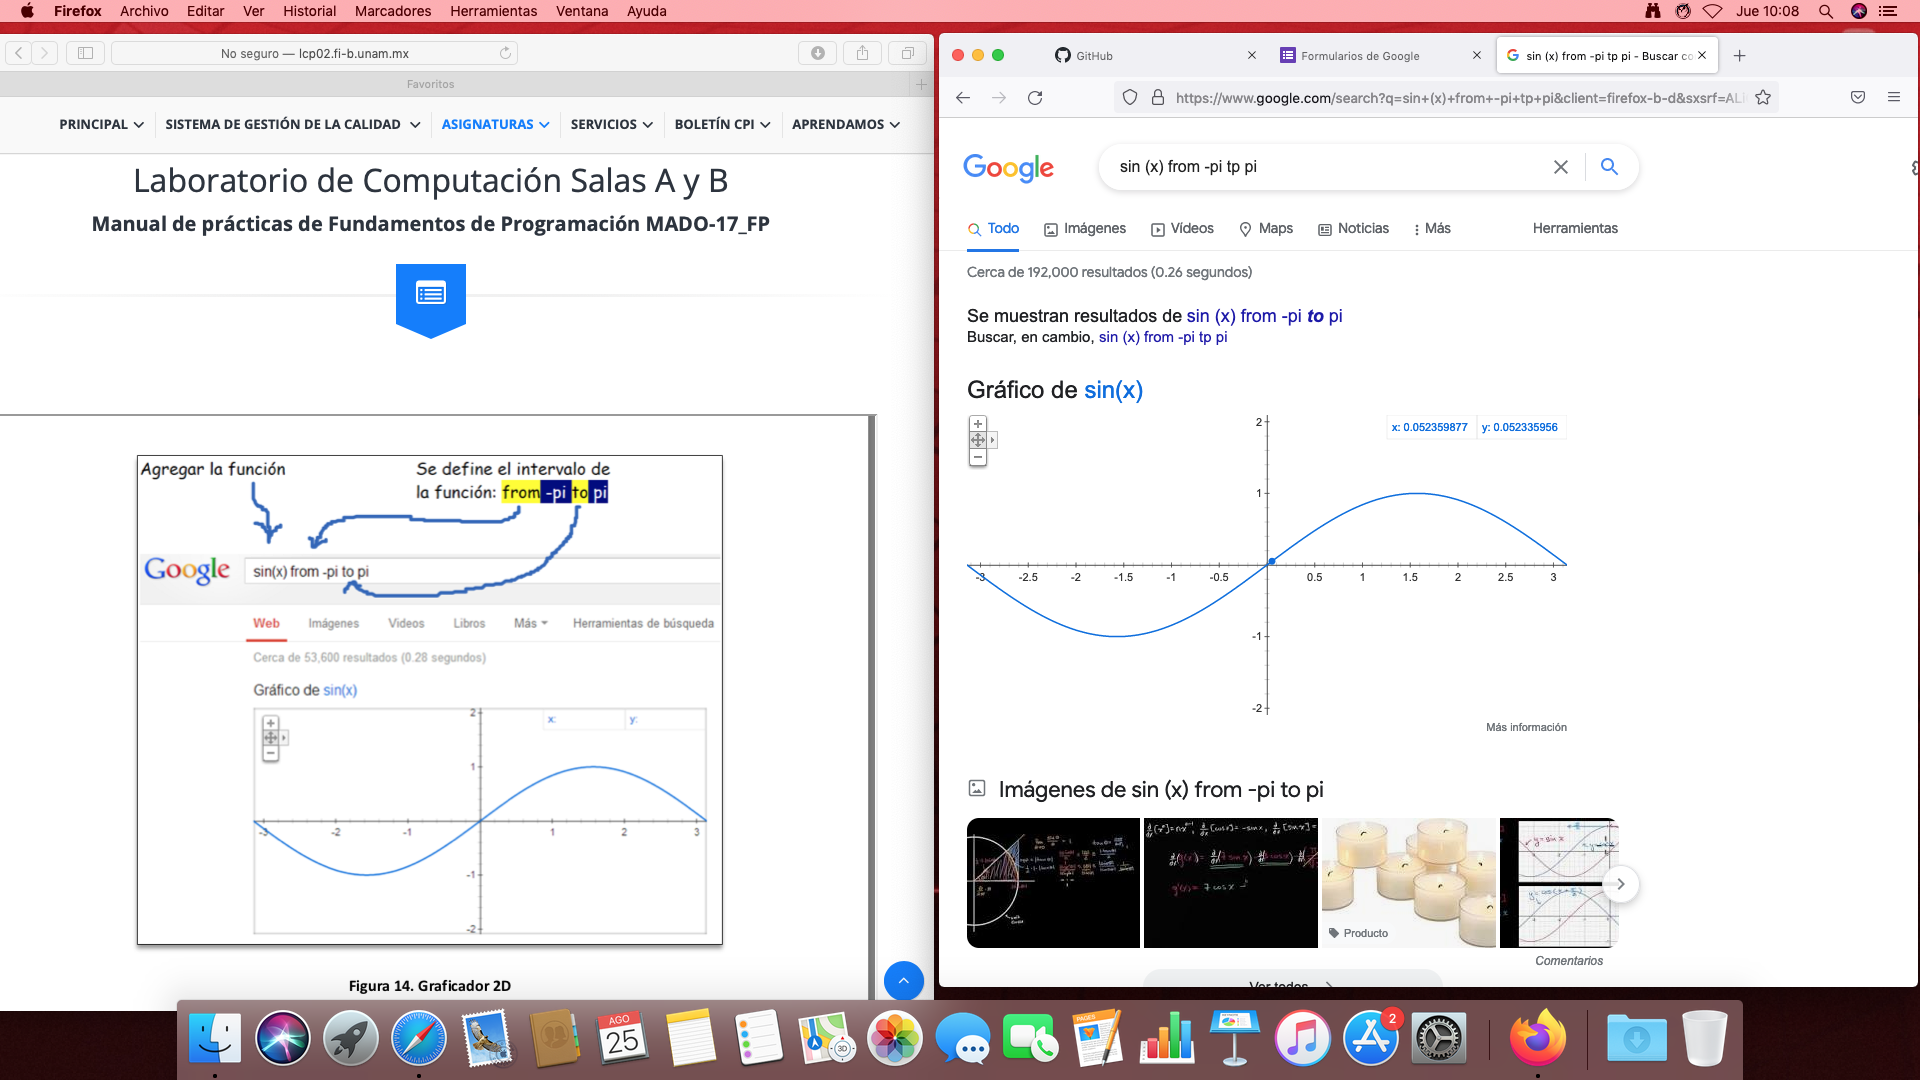 Firefox Archivo Editar Ver Historial Marcadores Herramientas Ventana Ayuda Jue 10:08
No seguro — lcp02.fi-b.unam.mx
Favoritos
PRINCIPAL SISTEMA DE GESTIÓN DE LA CALIDAD ASIGNATURAS SERVICIOS BOLETÍN CPI APRENDAMOS
Laboratorio de Computación Salas A y B
Manual de prácticas de Fundamentos de Programación MADO-17_FP
Agregar la función
Se define el intervalo de
la función: from -pi to pi
Google sin(x) from -pi to pi
Web Imágenes Videos Libros Más Herramientas de búsqueda
Cerca de 53,600 resultados (0.28 segundos)
Gráfico de sin(x)
x: y:
2
1
-3 -2 -1 1 2 3
-1
-2
Figura 14. Graficador 2D
GitHub
Formularios de Google
sin (x) from -pi tp pi - Buscar co
https://www.google.com/search?q=sin+(x)+from+-pi+tp+pi&client=firefox-b-d&sxsrf=ALi
Google sin (x) from -pi tp pi
Todo Imágenes Vídeos Maps Noticias Más Herramientas
Cerca de 192,000 resultados (0.26 segundos)
Se muestran resultados de sin (x) from -pi to pi
Buscar, en cambio, sin (x) from -pi tp pi
Gráfico de sin(x)
x: 0.052359877 y: 0.052335956
2
1
-3 -2.5 -2 -1.5 -1 -0.5 0.5 1 1.5 2 2.5 3
-1
-2
Más información
Imágenes de sin (x) from -pi to pi
g'(x) = 7 cos x -
y = sin x
Producto
Comentarios
Ver todos
AGO
25
3D
PAGES
2